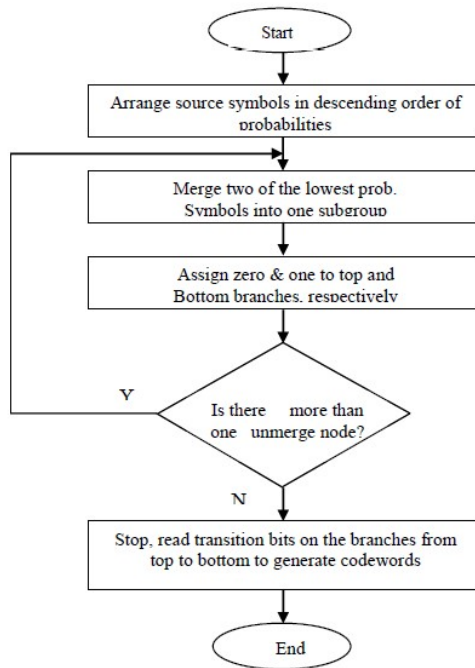 Start
Arrange source symbols in descending order of
probabilities
Merge two of the lowest prob.
Symbols into one subgroup
Assign zero & one to top and
Bottom branches, respectively
Y
Is there more than
one unmerge node?
N
Stop, read transition bits on the branches from
top to bottom to generate codewords
End